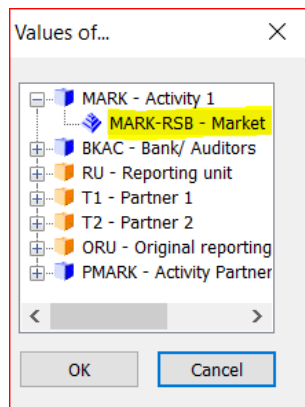 Values of...
MARK - Activity 1
MARK-RSB - Market
BKAC - Bank/ Auditors
RU - Reporting unit
T1 - Partner 1
T2 - Partner 2
ORU - Original reporting
PMARK - Activity Partner
OK Cancel